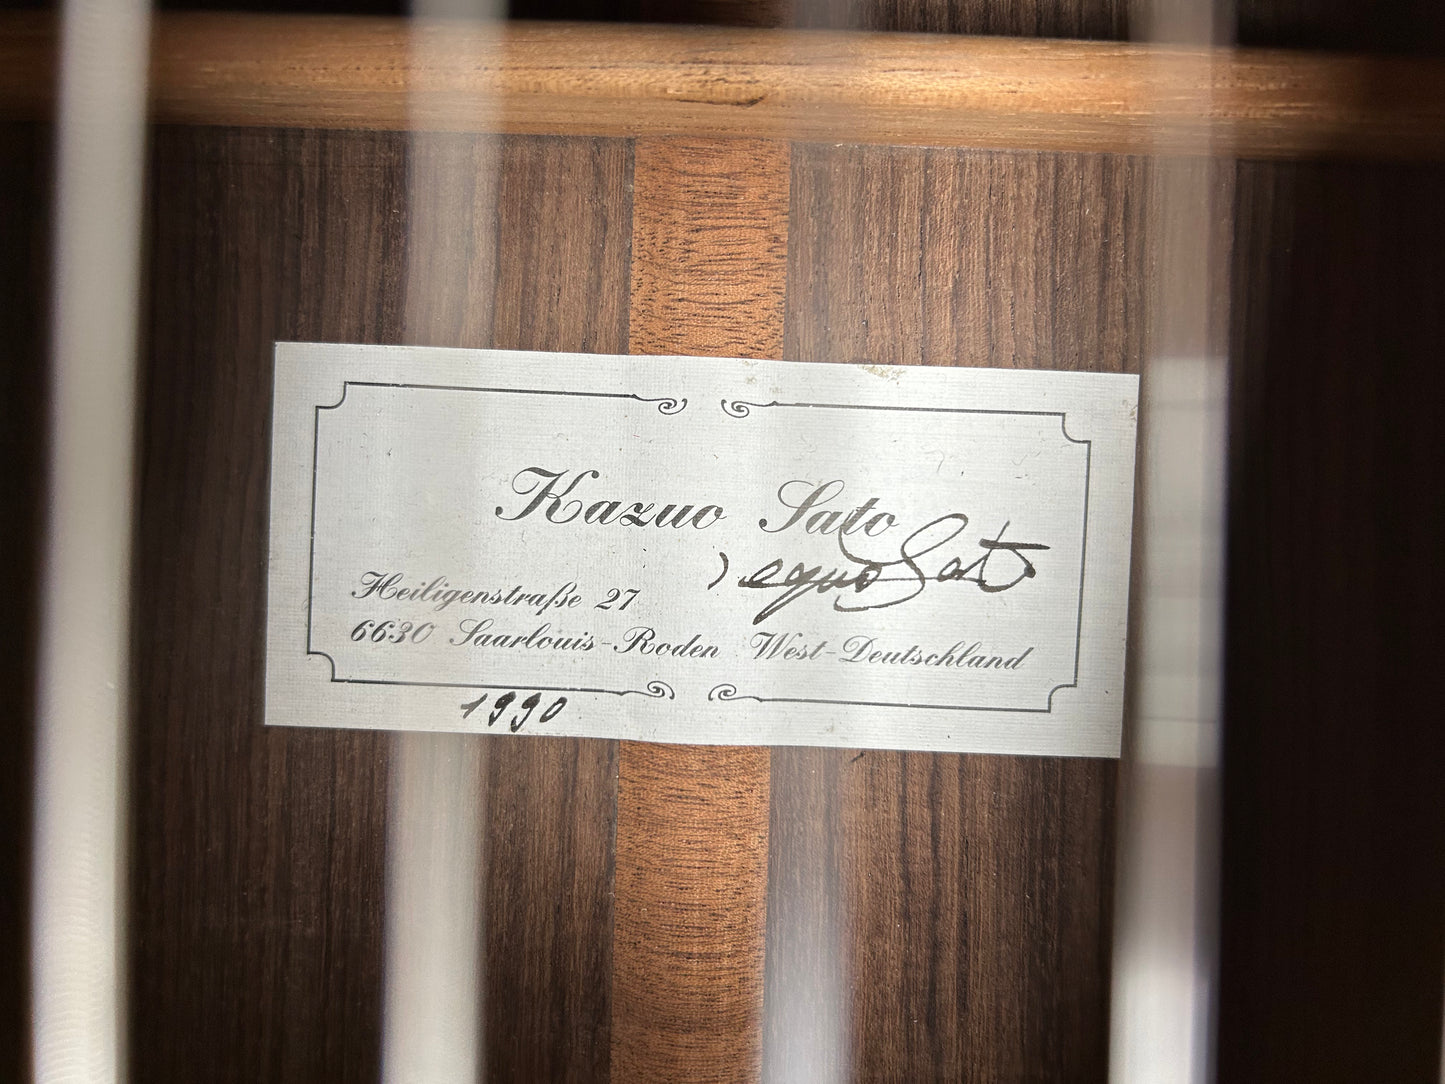 Kazuo Sato
Heiligenstraße 27
6630 Saarlouis-Roden West-Deutschland
1990